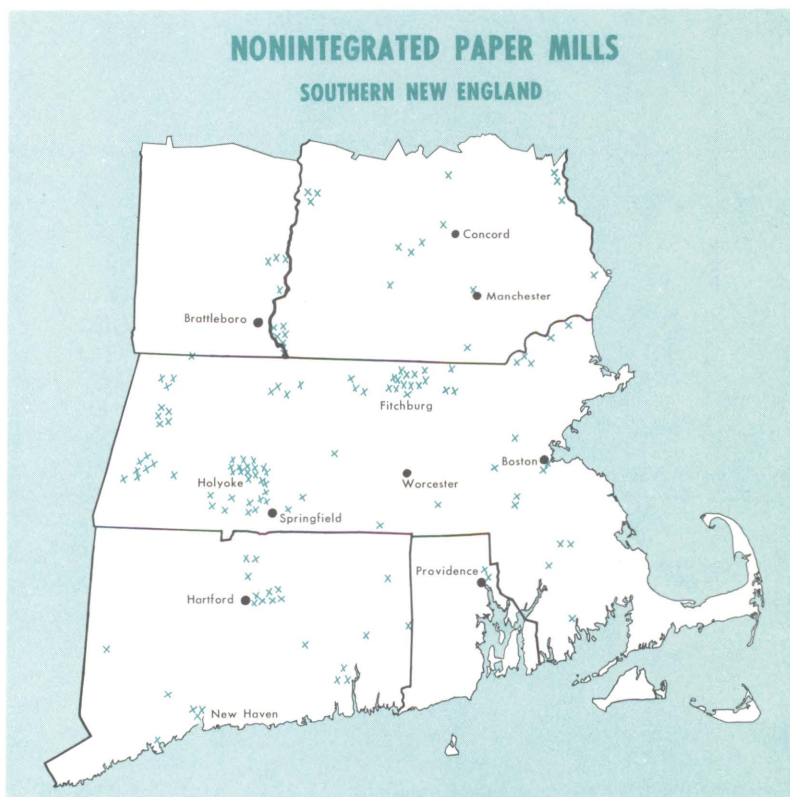 NONINTEGRATED PAPER MILLS
SOUTHERN NEW ENGLAND
Concord
Manchester
Brattleboro
Fitchburg
Boston
Holyoke
Worcester
Springfield
Providence
Hartford
New Haven